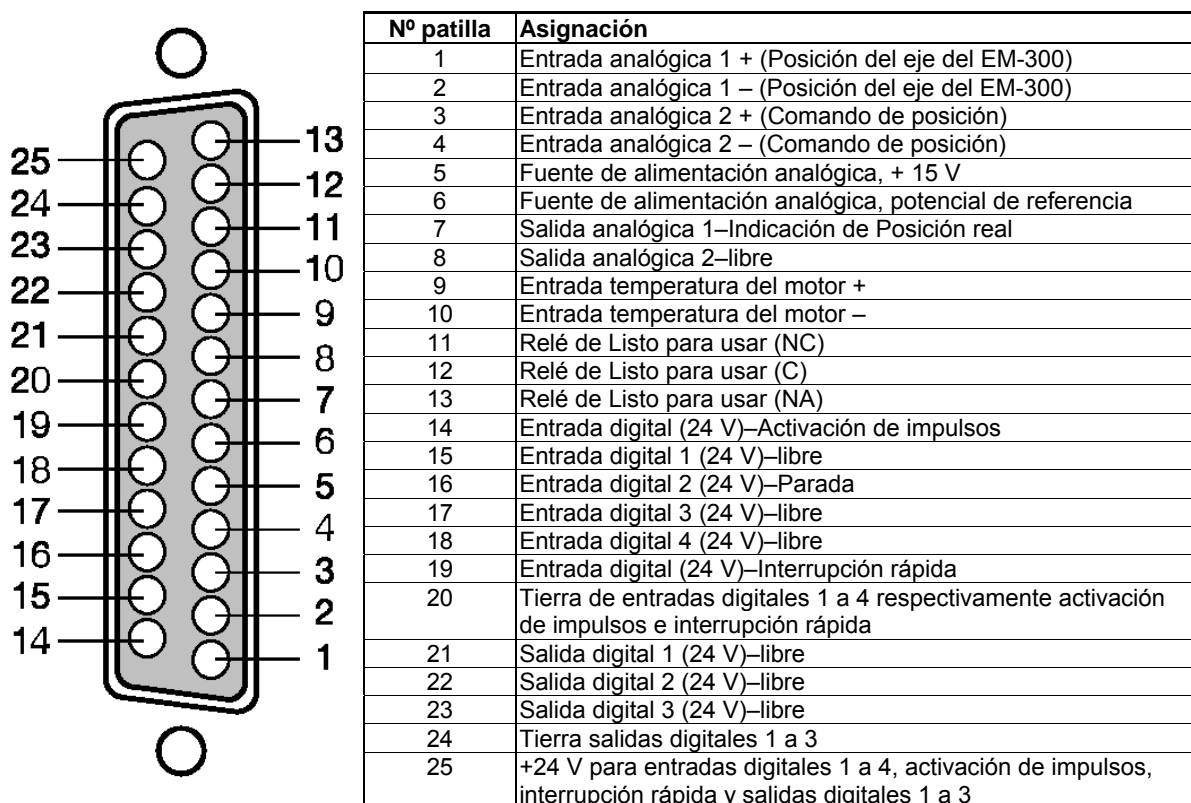 25
24
23
22
21
20
19
18
17
16
15
14
13
12
11
10
9
8
7
6
5
4
3
2
1
Nº patilla Asignación
1 Entrada analógica 1 + (Posición del eje del EM-300)
2 Entrada analógica 1 – (Posición del eje del EM-300)
3 Entrada analógica 2 + (Comando de posición)
4 Entrada analógica 2 – (Comando de posición)
5 Fuente de alimentación analógica, + 15 V
6 Fuente de alimentación analógica, potencial de referencia
7 Salida analógica 1–Indicación de Posición real
8 Salida analógica 2–libre
9 Entrada temperatura del motor +
10 Entrada temperatura del motor –
11 Relé de Listo para usar (NC)
12 Relé de Listo para usar (C)
13 Relé de Listo para usar (NA)
14 Entrada digital (24 V)–Activación de impulsos
15 Entrada digital 1 (24 V)–libre
16 Entrada digital 2 (24 V)–Parada
17 Entrada digital 3 (24 V)–libre
18 Entrada digital 4 (24 V)–libre
19 Entrada digital (24 V)–Interrupción rápida
20 Tierra de entradas digitales 1 a 4 respectivamente activación
de impulsos e interrupción rápida
21 Salida digital 1 (24 V)–libre
22 Salida digital 2 (24 V)–libre
23 Salida digital 3 (24 V)–libre
24 Tierra salidas digitales 1 a 3
25 +24 V para entradas digitales 1 a 4, activación de impulsos,
interrupción rápida y salidas digitales 1 a 3